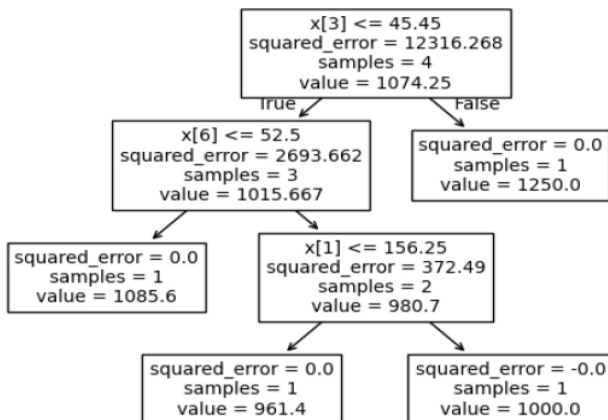 x[3] <= 45.45
squared_error = 12316.268
samples = 4
value = 1074.25
True
False
x[6] <= 52.5
squared_error = 2693.662
samples = 3
value = 1015.667
squared_error = 0.0
samples = 1
value = 1250.0
squared_error = 0.0
samples = 1
value = 1085.6
x[1] <= 156.25
squared_error = 372.49
samples = 2
value = 980.7
squared_error = 0.0
samples = 1
value = 961.4
squared_error = -0.0
samples = 1
value = 1000.0